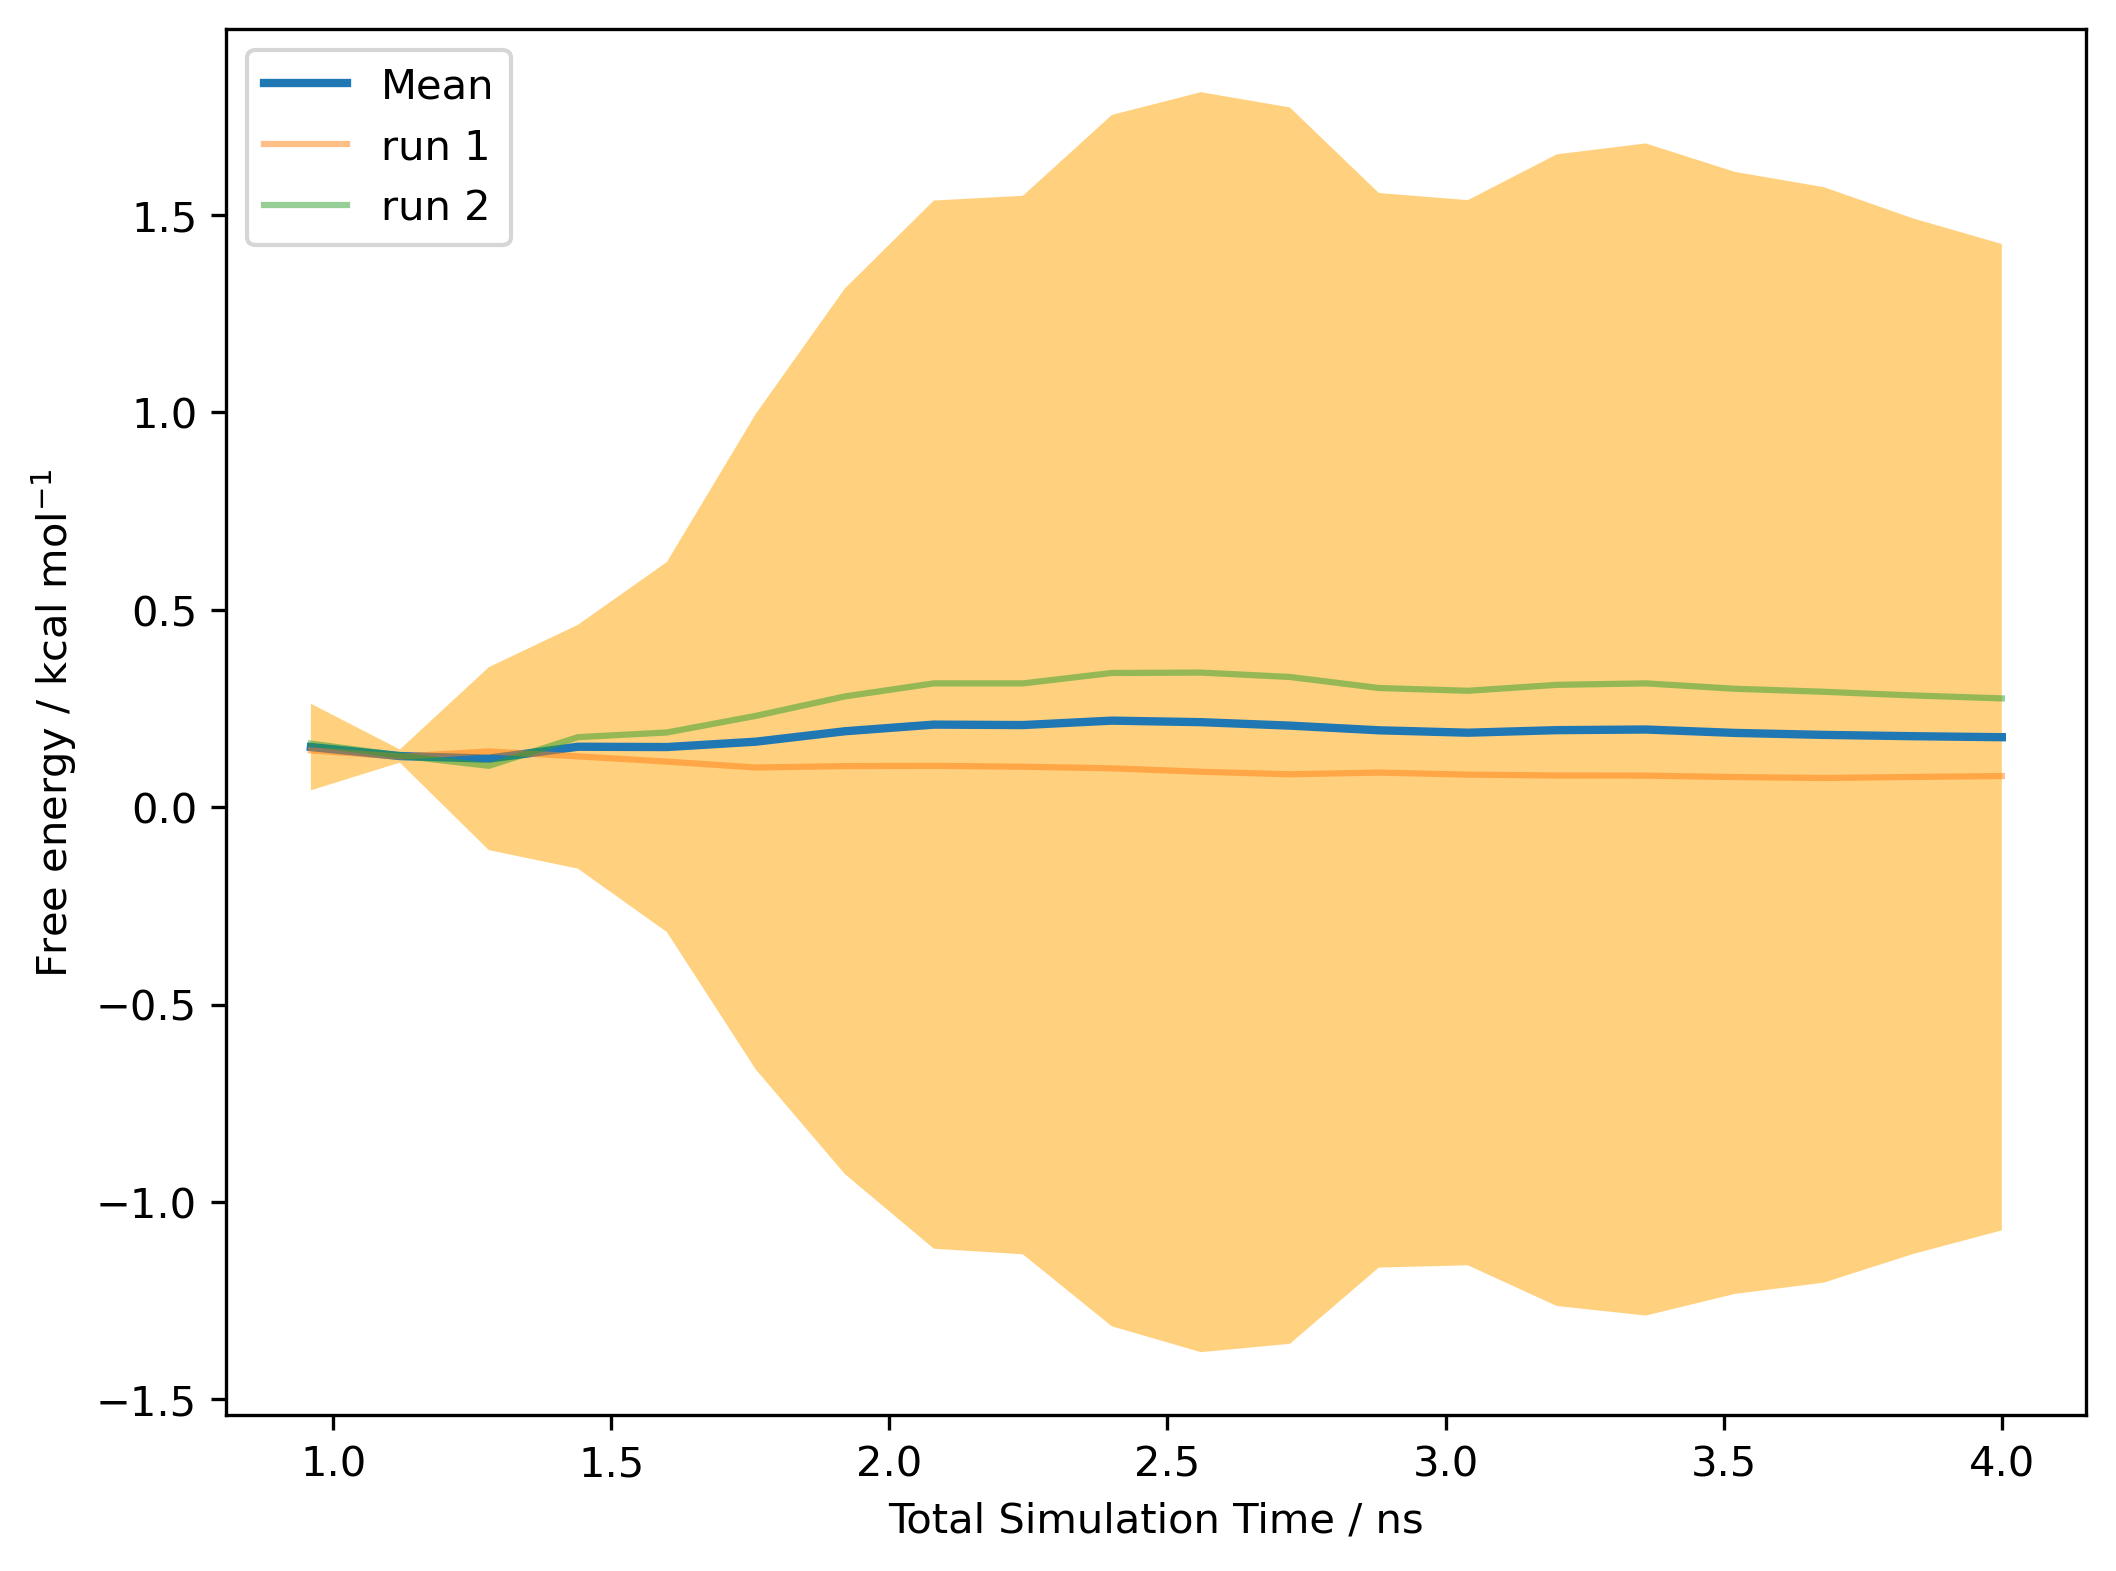 Mean
run 1
run 2
1.5
1.0
0.5
0.0
−0.5
−1.0
−1.5
Free energy / kcal mol⁻¹
1.0 1.5 2.0 2.5 3.0 3.5 4.0
Total Simulation Time / ns